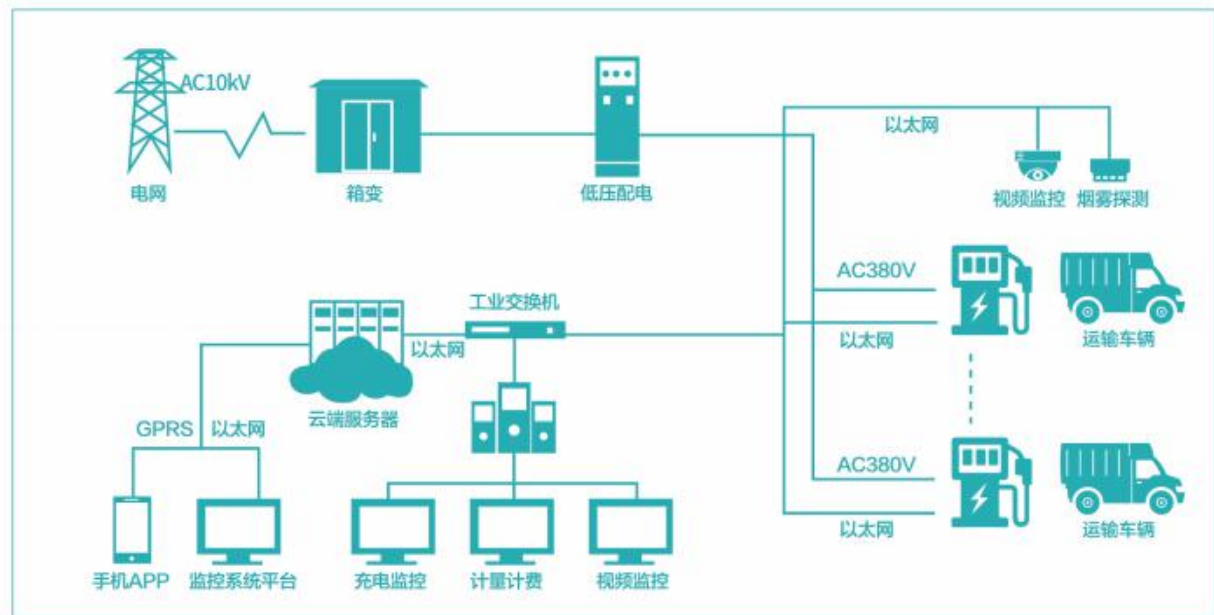 AC10kV
电网
箱变
低压配电
以太网
视频监控
烟雾探测
AC380V
以太网
运输车辆
工业交换机
以太网
云端服务器
GPRS
以太网
AC380V
以太网
运输车辆
手机APP
监控系统平台
充电监控
计量计费
视频监控